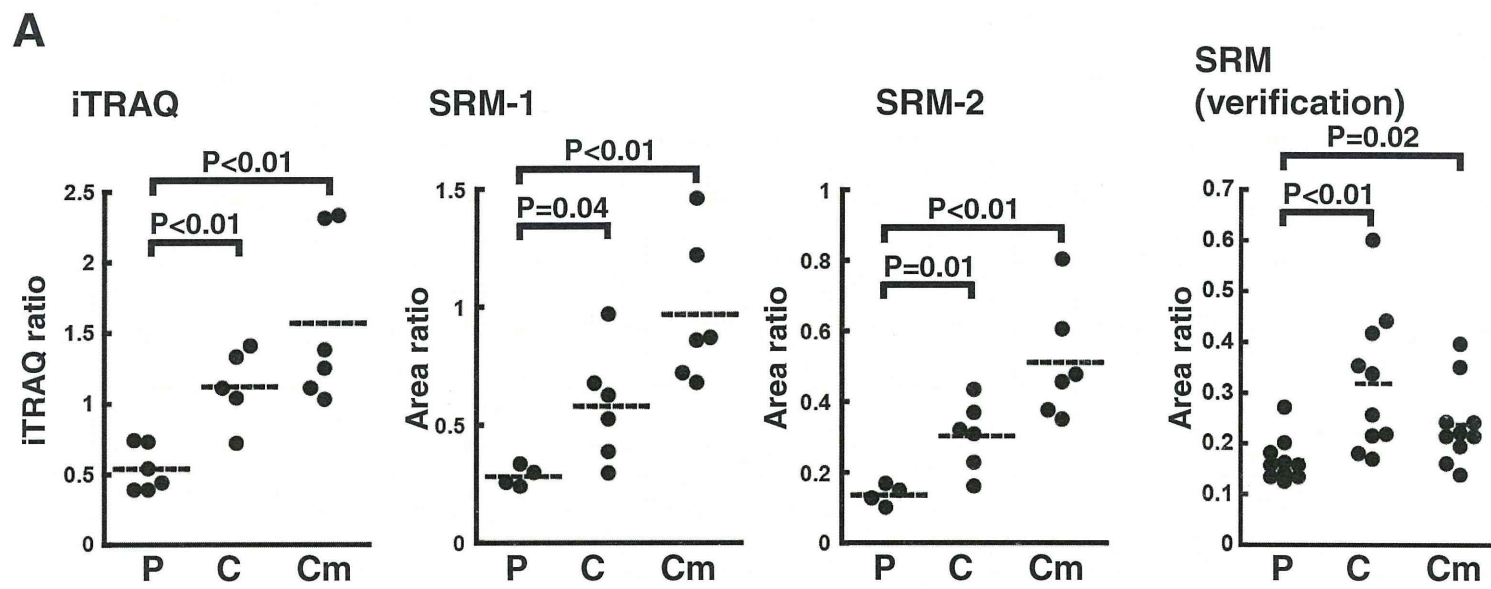 A
iTRAQ
P<0.01
P<0.01
iTRAQ ratio
2.5
2
1.5
1
0.5
0
P C Cm
SRM-1
P<0.01
P=0.04
Area ratio
1.5
1
0.5
0
P C Cm
SRM-2
P<0.01
P=0.01
Area ratio
1
0.8
0.6
0.4
0.2
0
P C Cm
SRM
(verification)
P=0.02
P<0.01
Area ratio
0.7
0.6
0.5
0.4
0.3
0.2
0.1
0
P C Cm